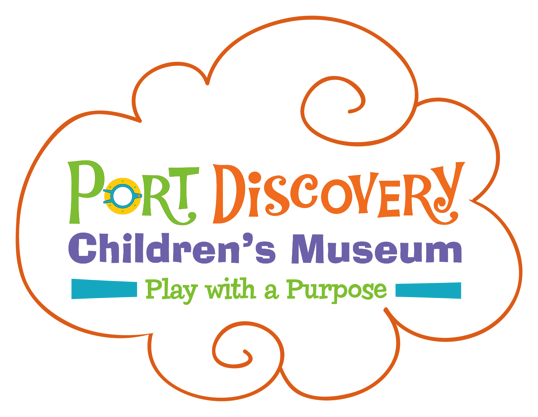 Port Discovery
Children's Museum
Play with a Purpose